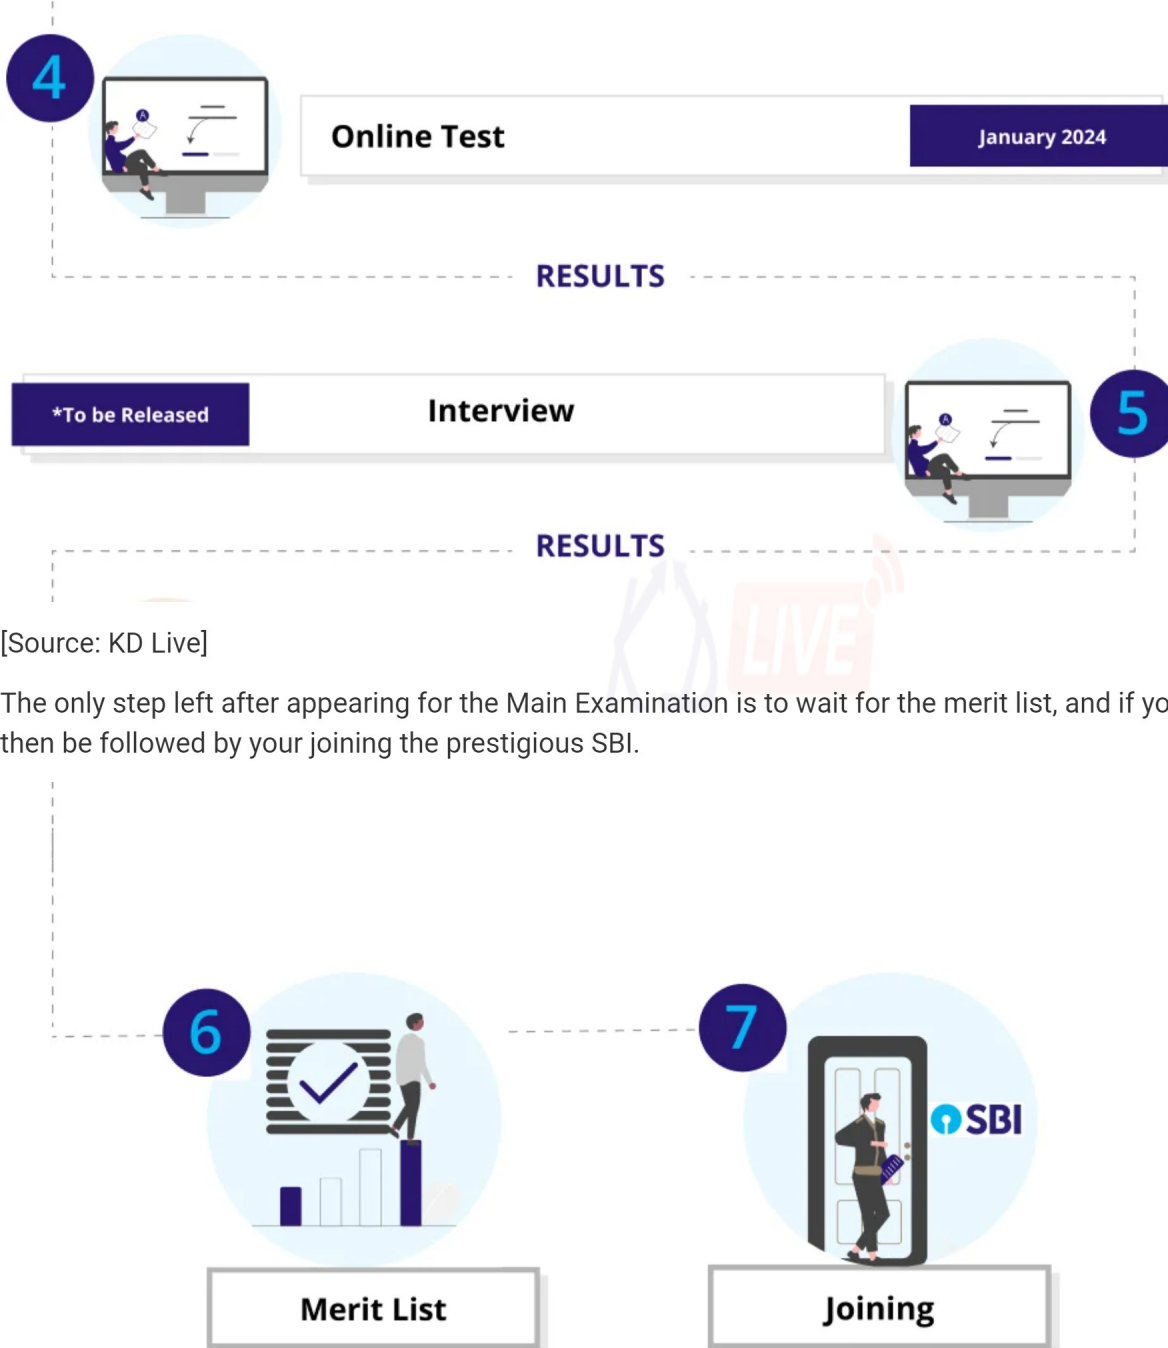 4
Online Test
January 2024
RESULTS
*To be Released
Interview
5
RESULTS
LIVE
[Source: KD Live]
The only step left after appearing for the Main Examination is to wait for the merit list, and if yo
then be followed by your joining the prestigious SBI.
6
7
SBI
Merit List
Joining